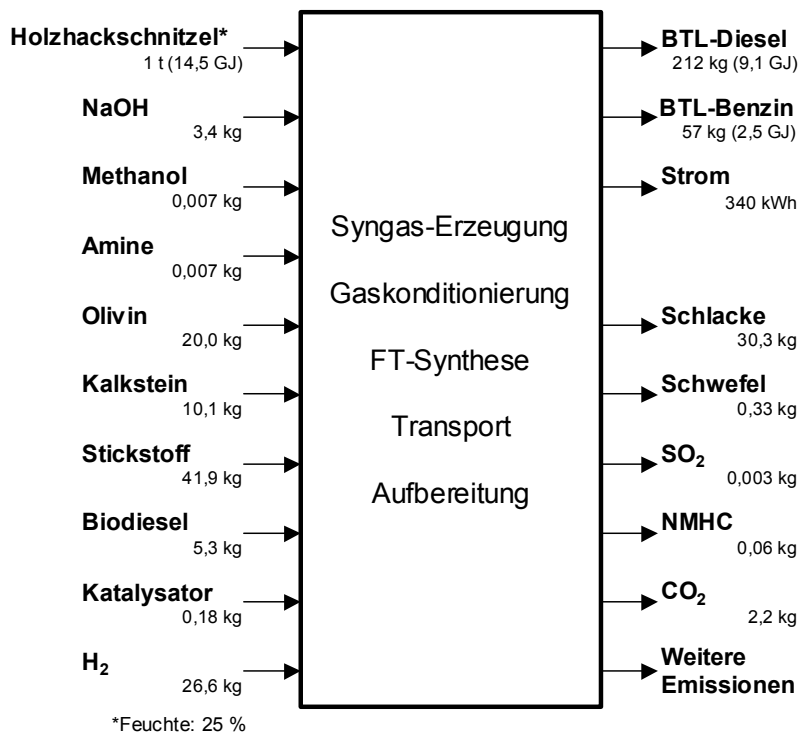 Holzhackschnitzel*
1 t (14,5 GJ)
NaOH
3,4 kg
Methanol
0,007 kg
Amine
0,007 kg
Olivin
20,0 kg
Kalkstein
10,1 kg
Stickstoff
41,9 kg
Biodiesel
5,3 kg
Katalysator
0,18 kg
H₂
26,6 kg
*Feuchte: 25 %
Syngas-Erzeugung
Gaskonditionierung
FT-Synthese
Transport
Aufbereitung
BTL-Diesel
212 kg (9,1 GJ)
BTL-Benzin
57 kg (2,5 GJ)
Strom
340 kWh
Schlacke
30,3 kg
Schwefel
0,33 kg
SO₂
0,003 kg
NMHC
0,06 kg
CO₂
2,2 kg
Weitere
Emissionen